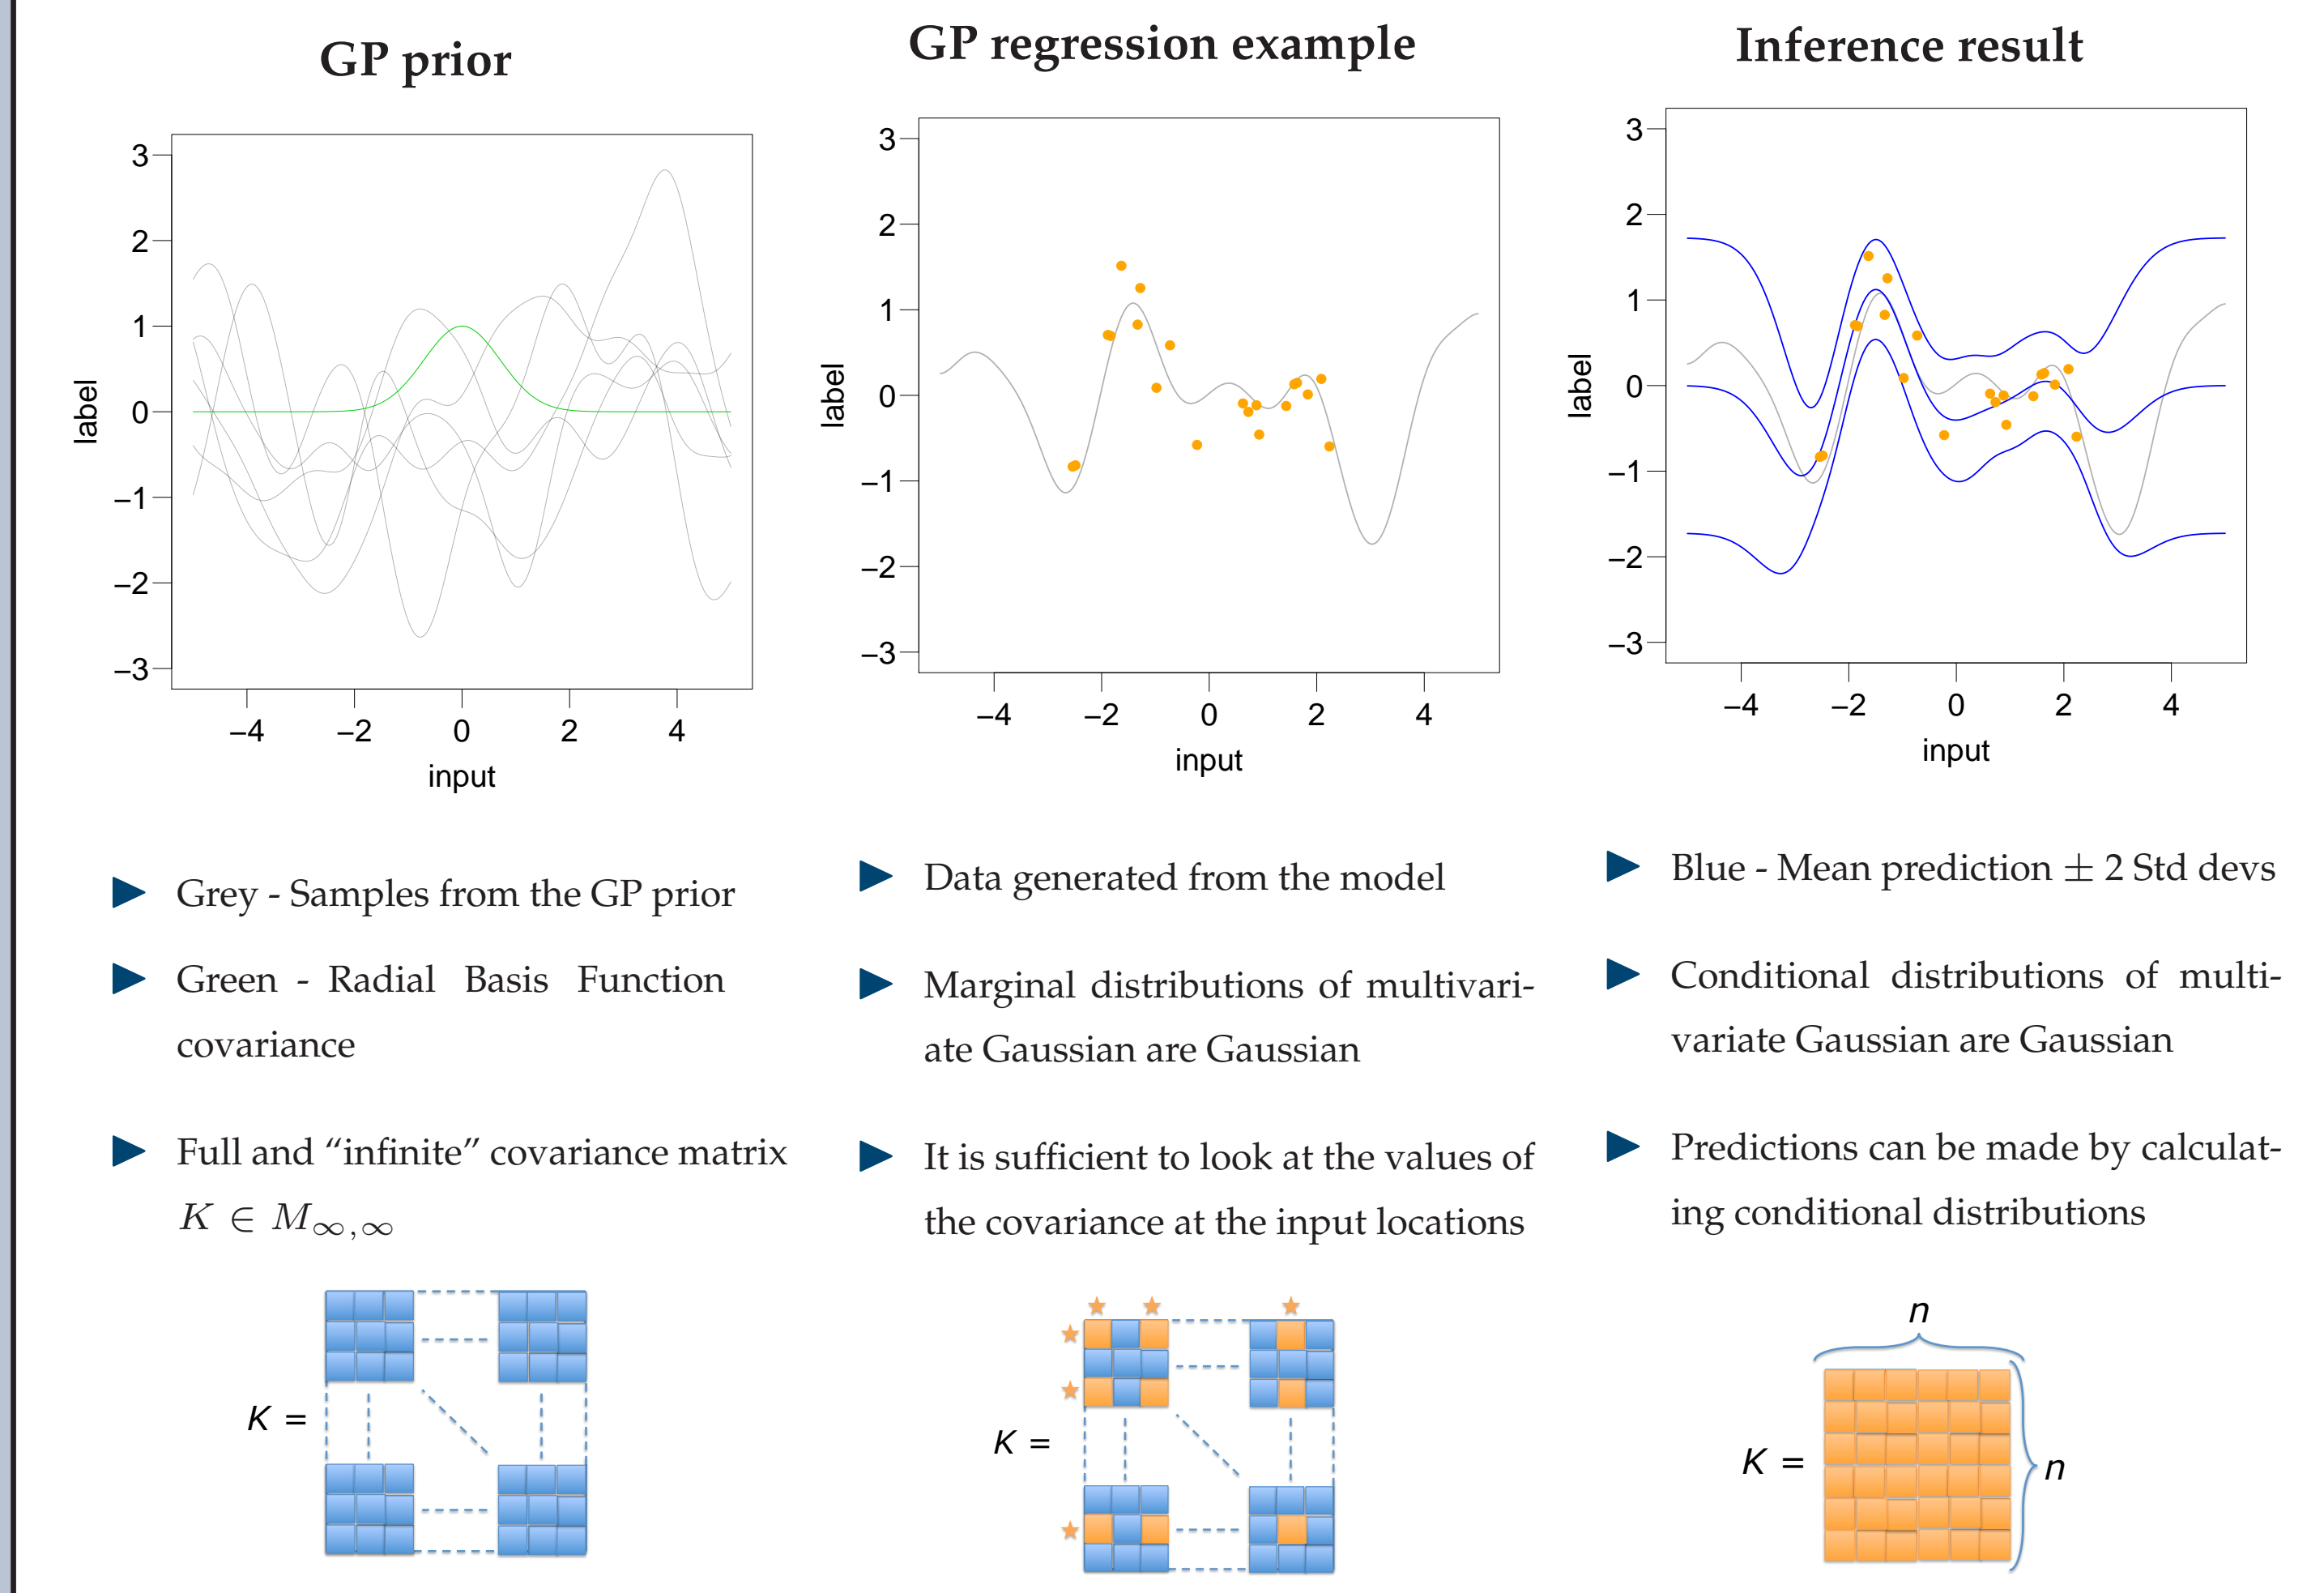 GP prior
3
2
1
0
−1
−2
−3
label
−4 −2 0 2 4
input
Grey - Samples from the GP prior
Green - Radial Basis Function
covariance
Full and “infinite” covariance matrix
K ∈ M∞,∞
K =
GP regression example
3
2
1
0
−1
−2
−3
label
−4 −2 0 2 4
input
Data generated from the model
Marginal distributions of multivari-
ate Gaussian are Gaussian
It is sufficient to look at the values of
the covariance at the input locations
K =
Inference result
3
2
1
0
−1
−2
−3
label
−4 −2 0 2 4
input
Blue - Mean prediction ± 2 Std devs
Conditional distributions of multi-
variate Gaussian are Gaussian
Predictions can be made by calculat-
ing conditional distributions
n
K =
n